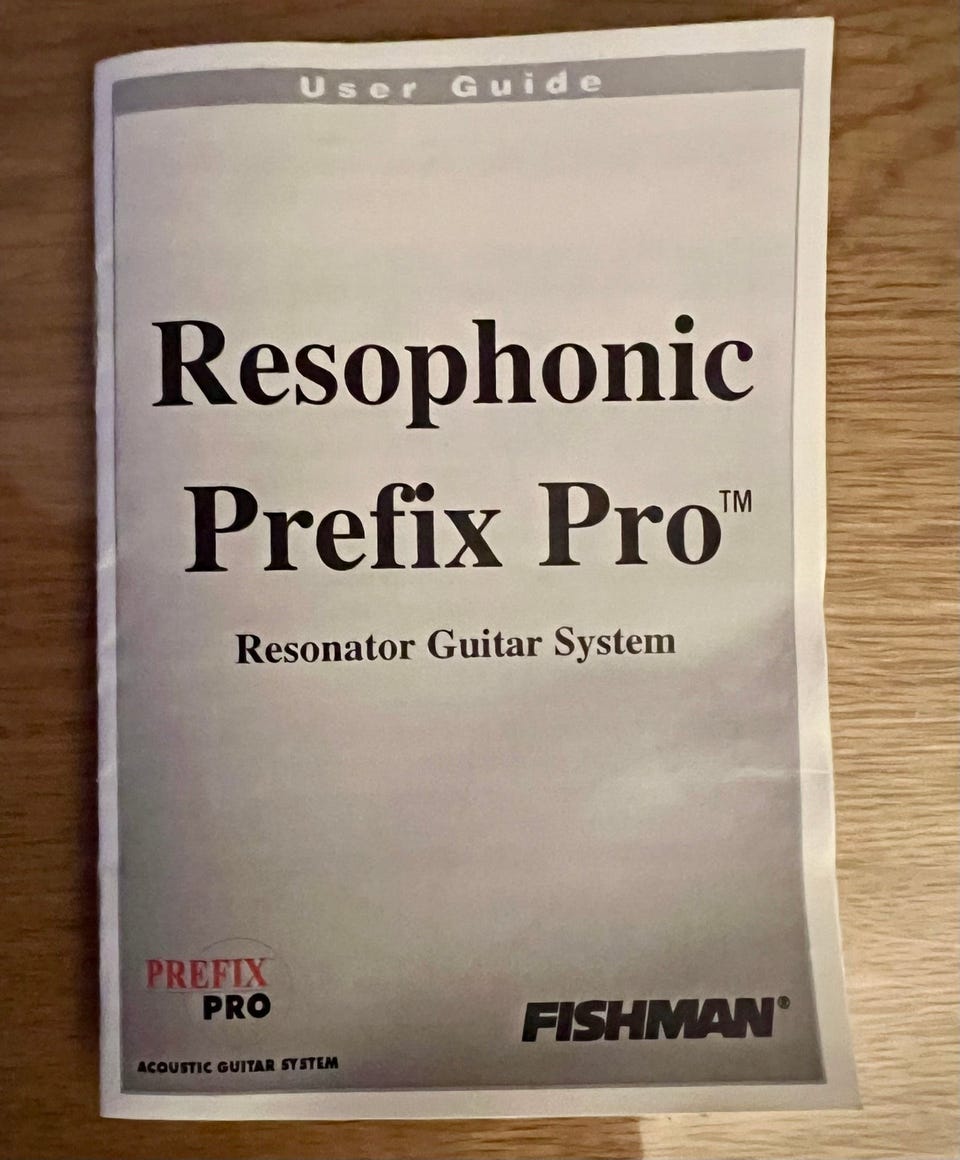 User Guide
Resophonic
Prefix Pro™
Resonator Guitar System
PREFIX
PRO
FISHMAN®
ACOUSTIC GUITAR SYSTEM